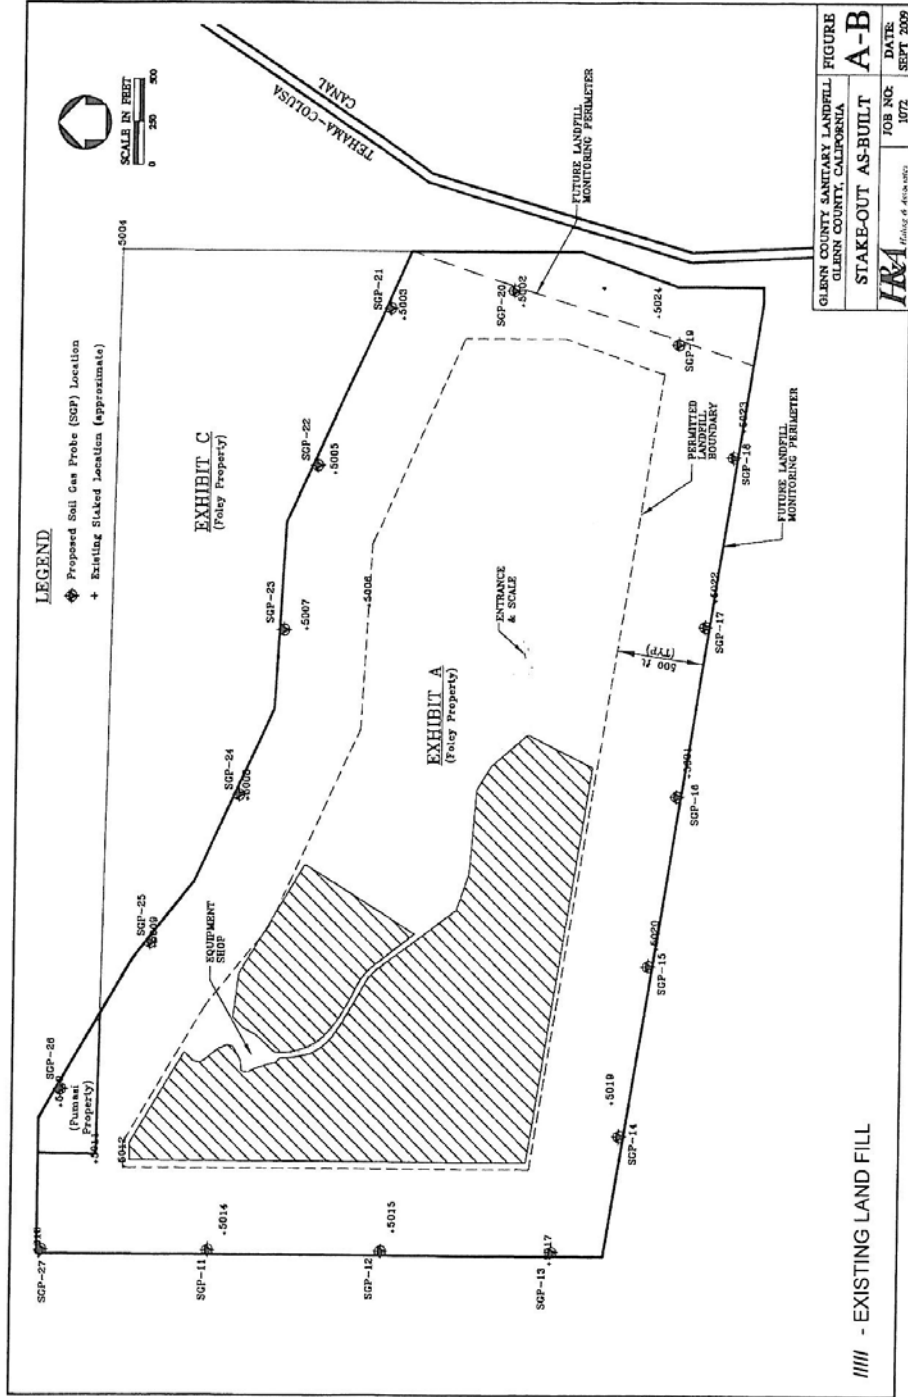 LEGEND
Proposed Soil Gas Probe (SGP) Location
+ Existing Staked Location (approximate)
SCALE IN FEET
0 250 500
TEHAMA-COLUSA
CANAL
5004
SGP-27
SGP-26
(Fumasi
Property)
5011
5012
SGP-25
5009
SGP-24
SGP-23
5007
SGP-22
5005
SGP-21
5003
EXHIBIT C
(Foley Property)
SGP-11
5014
EQUIPMENT
SHOP
5006
SGP-12
5015
EXHIBIT A
(Foley Property)
ENTRANCE
& SCALE
SGP-20
5002
FUTURE LANDFILL
MONITORING PERIMETER
SGP-13
5017
5024
SGP-19
PERMITTED
LANDFILL
BOUNDARY
500 ft
(TYP)
5019
SGP-14
5020
SGP-15
SGP-16
5022
SGP-17
5023
SGP-18
FUTURE LANDFILL
MONITORING PERIMETER
///// - EXISTING LAND FILL
GLENN COUNTY SANITARY LANDFILL
GLENN COUNTY, CALIFORNIA
FIGURE
A-B
STAKE-OUT AS-BUILT
JOB NO:
1072
DATE:
SEPT 2009